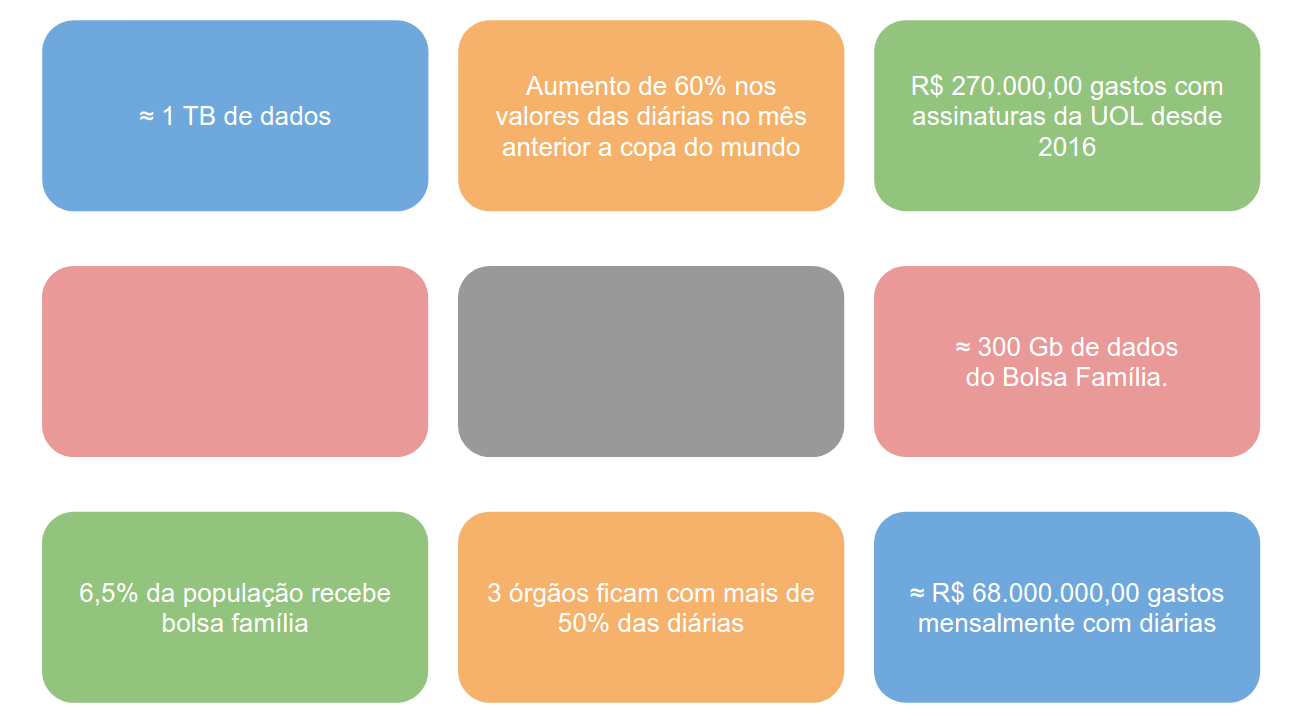 ≈ 1 TB de dados
Aumento de 60% nos
valores das diárias no mês
anterior a copa do mundo
R$ 270.000,00 gastos com
assinaturas da UOL desde
2016
≈ 300 Gb de dados
do Bolsa Família.
6,5% da população recebe
bolsa família
3 órgãos ficam com mais de
50% das diárias
≈ R$ 68.000.000,00 gastos
mensalmente com diárias